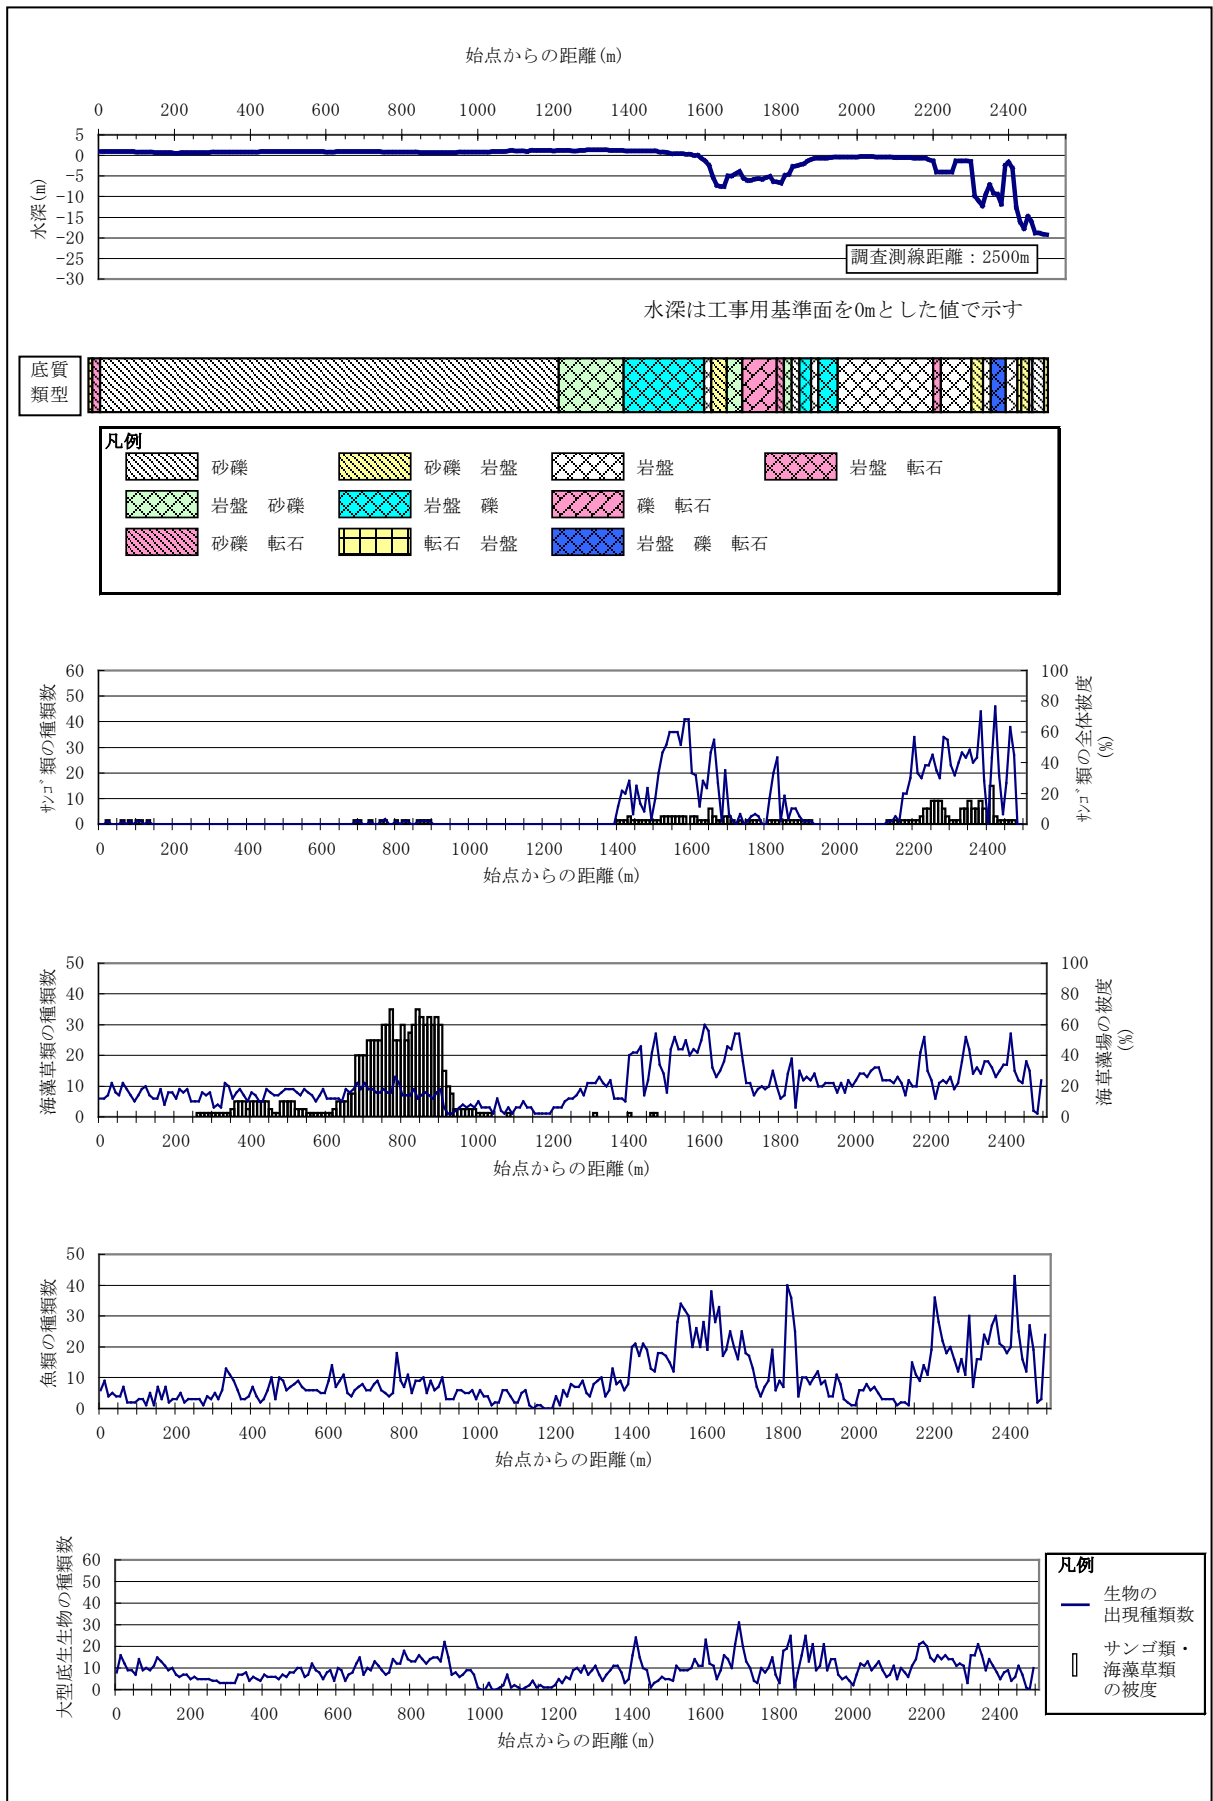 始点からの距離(m)
0 200 400 600 800 1000 1200 1400 1600 1800 2000 2200 2400
5
0
-5
-10
-15
-20
-25
-30
水深(m)
調査測線距離：2500m
水深は工事用基準面を0mとした値で示す
底質
類型
凡例
砂礫 砂礫 岩盤 岩盤 岩盤 転石
岩盤 砂礫 岩盤 礫 礫 転石
砂礫 転石 転石 岩盤 岩盤 礫 転石
ｻﾝｺﾞ類の種類数
60
50
40
30
20
10
0
100
80
60
40
20
0
ｻﾝｺﾞ類の全体被度
(%)
0 200 400 600 800 1000 1200 1400 1600 1800 2000 2200 2400
始点からの距離(m)
海藻草類の種類数
50
40
30
20
10
0
100
80
60
40
20
0
海草藻場の被度
(%)
0 200 400 600 800 1000 1200 1400 1600 1800 2000 2200 2400
始点からの距離(m)
魚類の種類数
50
40
30
20
10
0
0 200 400 600 800 1000 1200 1400 1600 1800 2000 2200 2400
始点からの距離(m)
大型底生生物の種類数
60
50
40
30
20
10
0
0 200 400 600 800 1000 1200 1400 1600 1800 2000 2200 2400
始点からの距離(m)
凡例
生物の
出現種類数
サンゴ類・
海藻草類
の被度